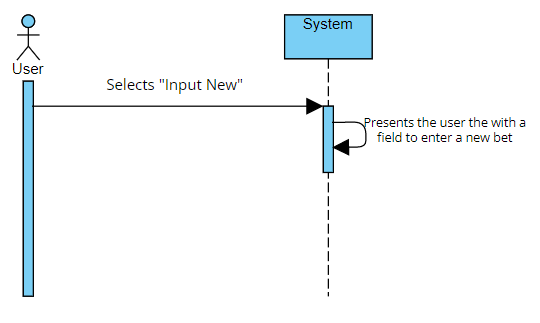 System
User
Selects "Input New"
Presents the user the with a
field to enter a new bet